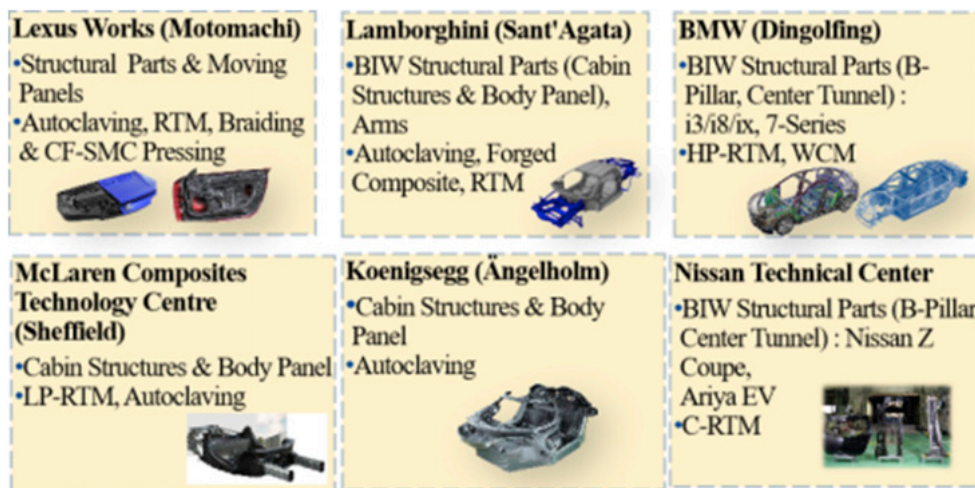 Lexus Works (Motomachi)
•Structural Parts & Moving
Panels
•Autoclaving, RTM, Braiding
& CF-SMC Pressing
Lamborghini (Sant'Agata)
•BIW Structural Parts (Cabin
Structures & Body Panel),
Arms
•Autoclaving, Forged
Composite, RTM
BMW (Dingolfing)
•BIW Structural Parts (B-
Pillar, Center Tunnel) :
i3/i8/ix, 7-Series
•HP-RTM, WCM
McLaren Composites
Technology Centre
(Sheffield)
•Cabin Structures & Body Panel
•LP-RTM, Autoclaving
Koenigsegg (Ängelholm)
•Cabin Structures & Body
Panel
•Autoclaving
Nissan Technical Center
•BIW Structural Parts (B-Pillar
Center Tunnel) : Nissan Z
Coupe,
Ariya EV
•C-RTM